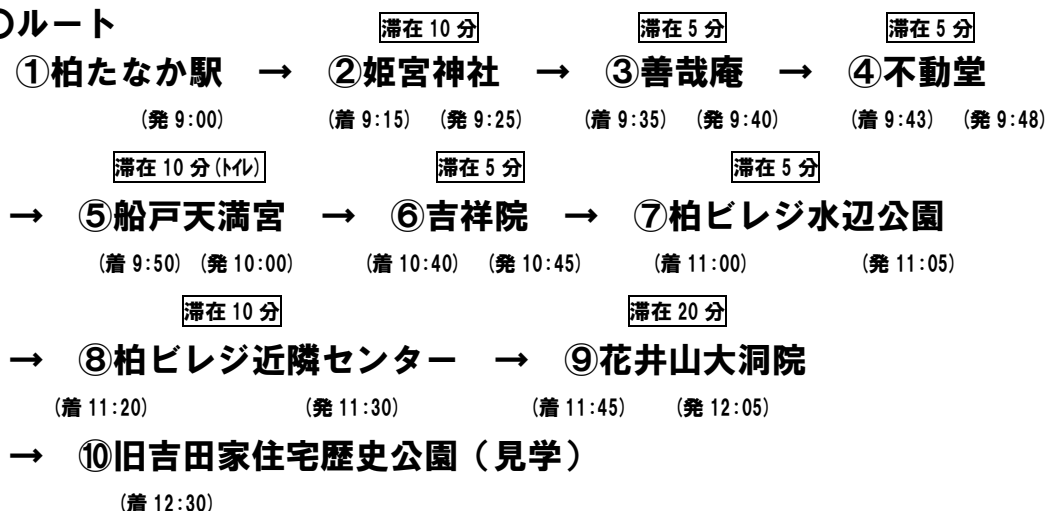 〇ルート
滞在 10 分 滞在 5 分 滞在 5 分
①柏たなか駅 → ②姫宮神社 → ③善哉庵 → ④不動堂
(発 9:00) (着 9:15) (発 9:25) (着 9:35) (発 9:40) (着 9:43) (発 9:48)
滞在 10 分(ﾄｲﾚ) 滞在 5 分 滞在 5 分
→ ⑤船戸天満宮 → ⑥吉祥院 → ⑦柏ビレジ水辺公園
(着 9:50) (発 10:00) (着 10:40) (発 10:45) (着 11:00) (発 11:05)
滞在 10 分 滞在 20 分
→ ⑧柏ビレジ近隣センター → ⑨花井山大洞院
(着 11:20) (発 11:30) (着 11:45) (発 12:05)
→ ⑩旧吉田家住宅歴史公園（見学）
(着 12:30)